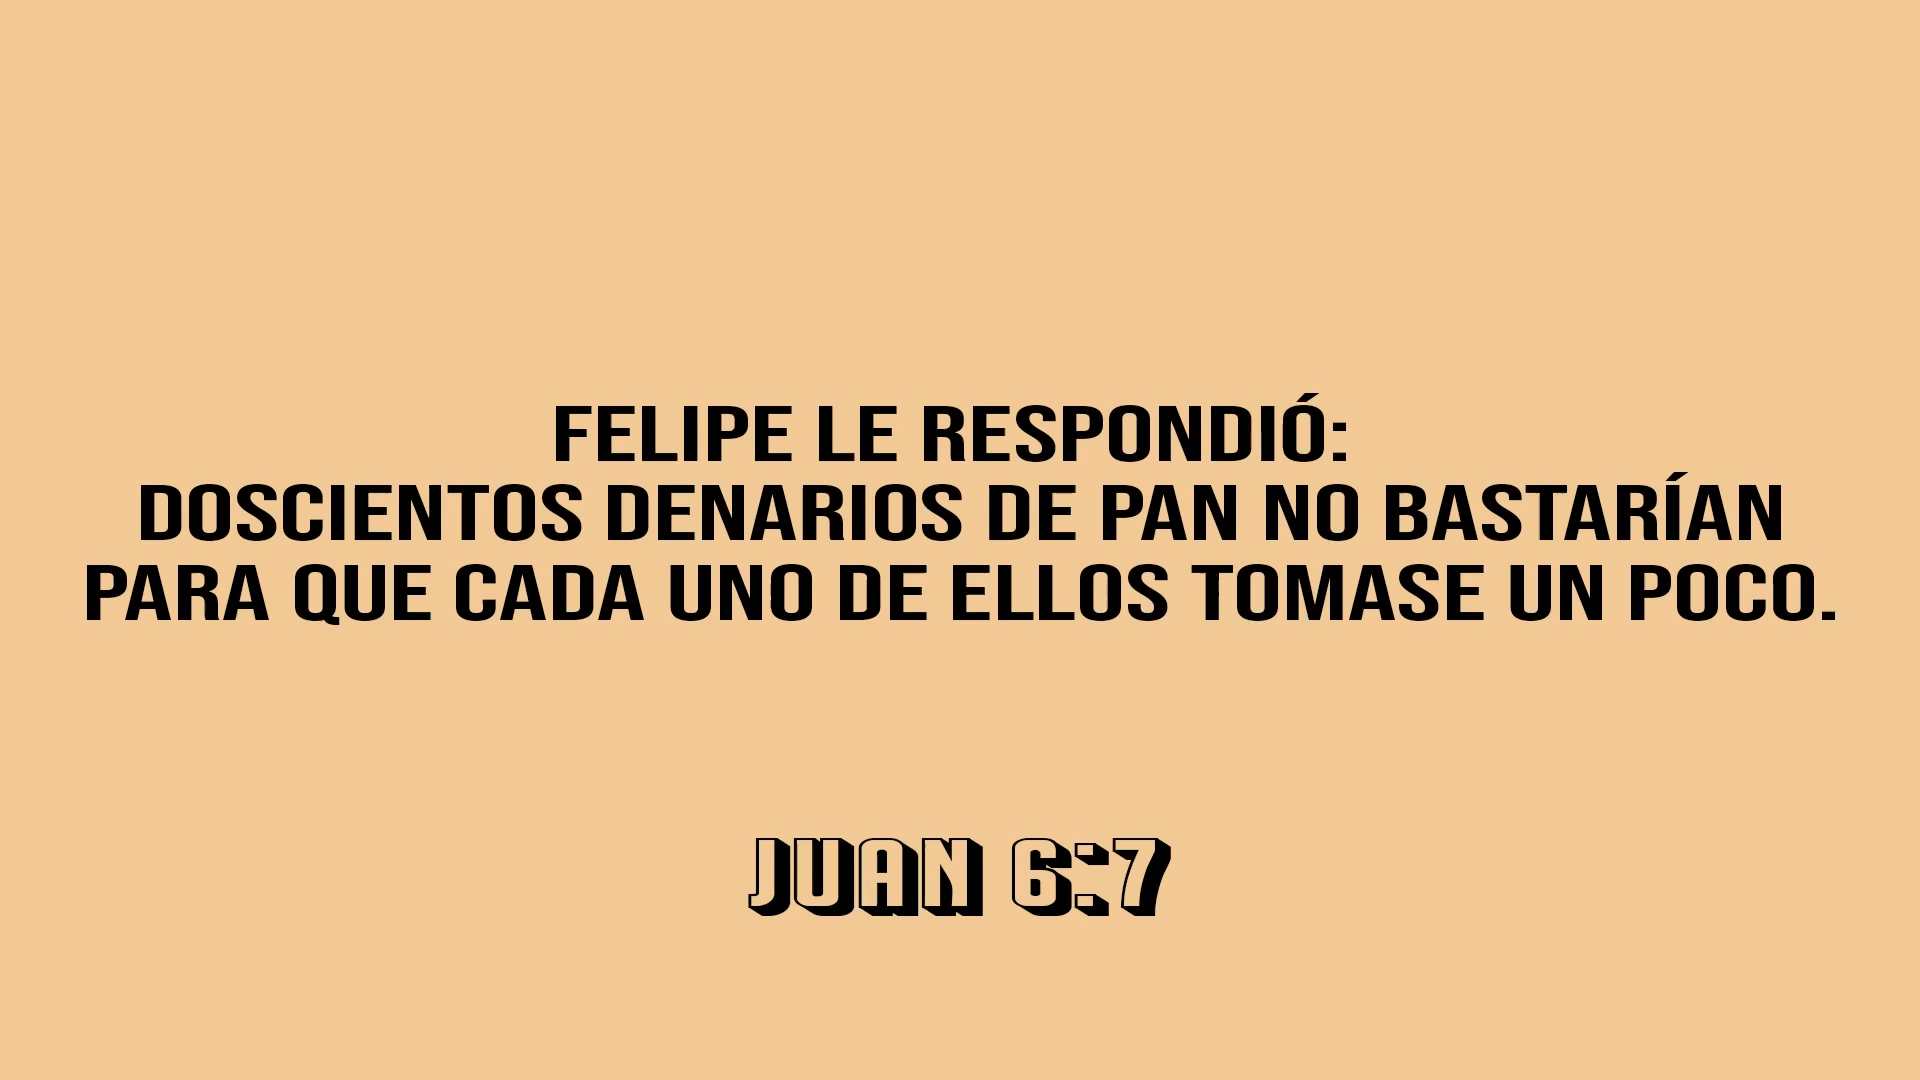 FELIPE LE RESPONDIÓ:
DOSCIENTOS DENARIOS DE PAN NO BASTARÍAN
PARA QUE CADA UNO DE ELLOS TOMASE UN POCO.
JUAN 6:7